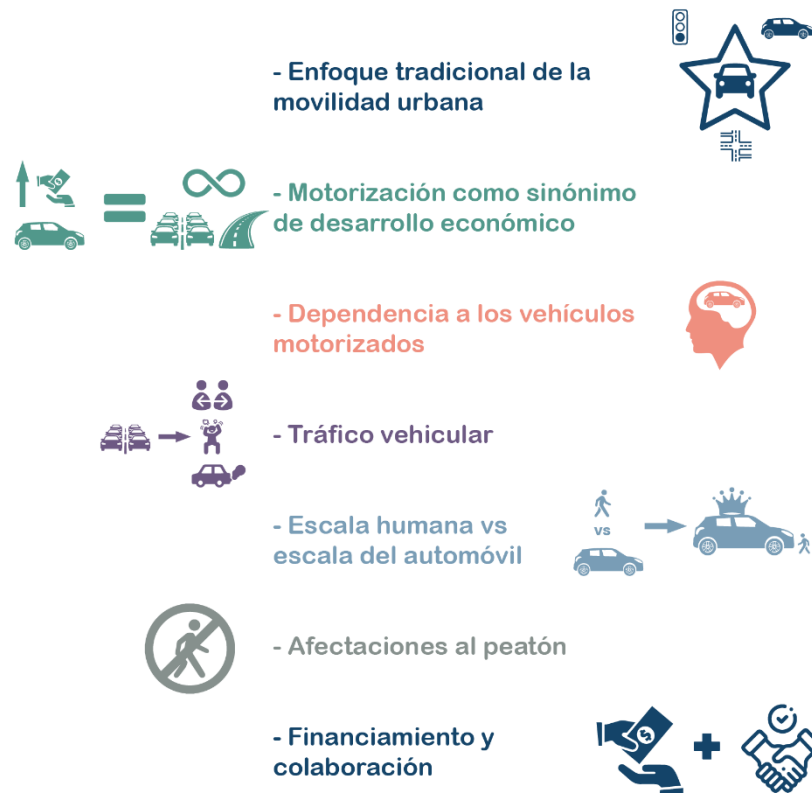 - Enfoque tradicional de la
movilidad urbana
- Motorización como sinónimo
de desarrollo económico
- Dependencia a los vehículos
motorizados
- Tráfico vehicular
- Escala humana vs
escala del automóvil
vs
- Afectaciones al peatón
- Financiamiento y
colaboración